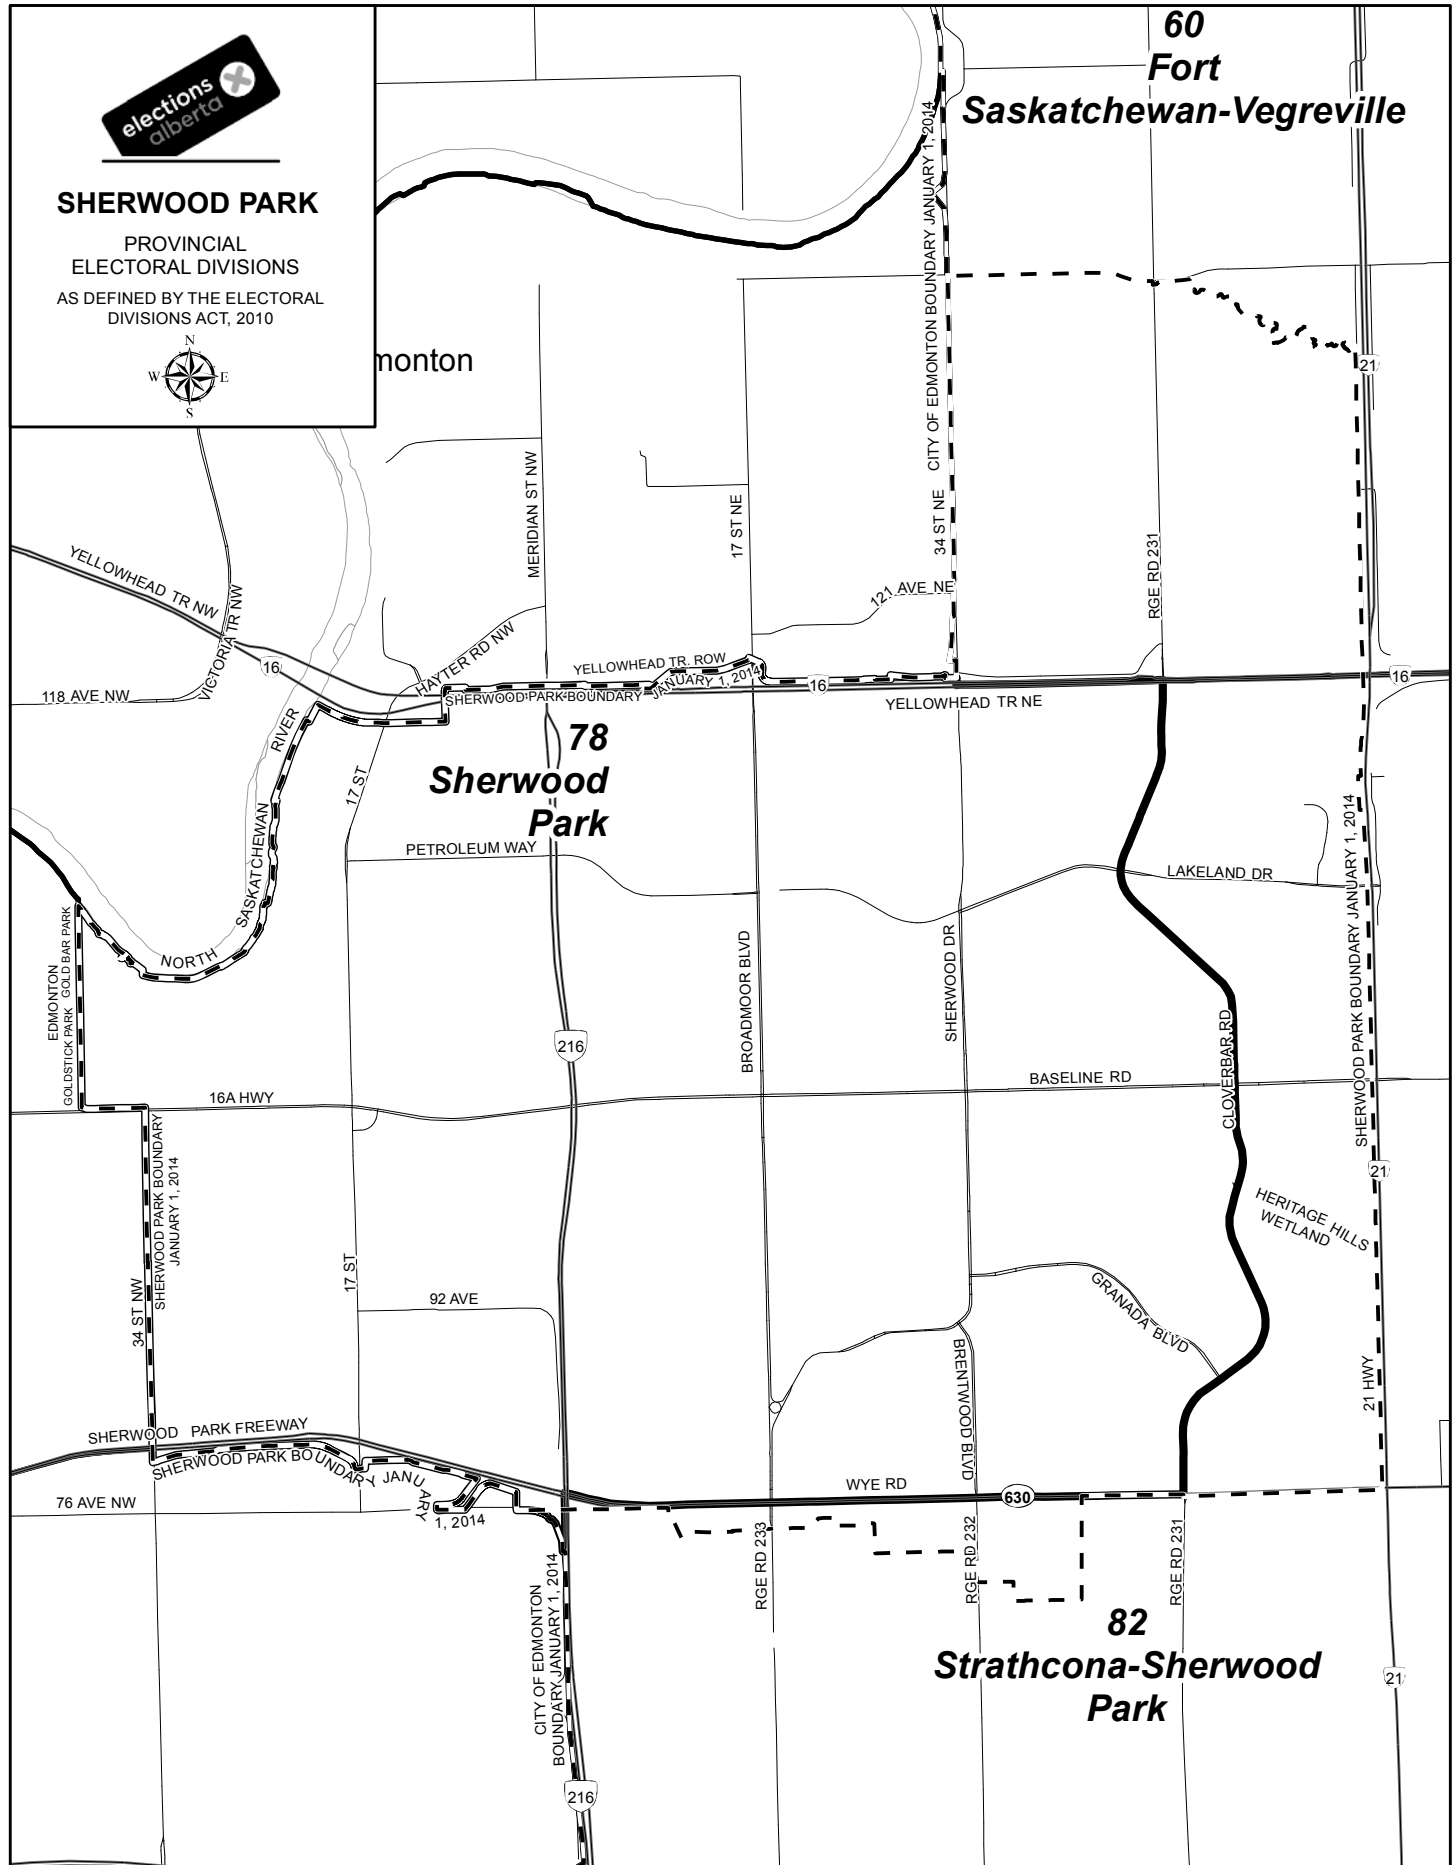 elections
alberta
SHERWOOD PARK
PROVINCIAL
ELECTORAL DIVISIONS
AS DEFINED BY THE ELECTORAL
DIVISIONS ACT, 2010
N
W E
S
60
Fort
Saskatchewan-Vegreville
monton
CITY OF EDMONTON BOUNDARY JANUARY 1, 2014
21
MERIDIAN ST NW
17 ST NE
34 ST NE
RGE RD 231
YELLOWHEAD TR NW
VICTORIA TR NW
121 AVE NE
HAYTER RD NW
16
YELLOWHEAD TR. ROW
118 AVE NW
SHERWOOD PARK BOUNDARY JANUARY 1, 2014
16
16
YELLOWHEAD TR NE
78
Sherwood
Park
NORTH SASKATCHEWAN RIVER
17 ST
PETROLEUM WAY
LAKELAND DR
SHERWOOD PARK BOUNDARY JANUARY 1, 2014
EDMONTON
GOLDSTICK PARK GOLD BAR PARK
BROADMOOR BLVD
SHERWOOD DR
216
CLOVERBAR RD
BASELINE RD
16A HWY
SHERWOOD PARK BOUNDARY
JANUARY 1, 2014
21
HERITAGE HILLS
WETLAND
34 ST NW
17 ST
92 AVE
GRANADA BLVD
BRENTWOOD BLVD
21 HWY
SHERWOOD PARK FREEWAY
SHERWOOD PARK BOUNDARY JANUARY
1, 2014
76 AVE NW
WYE RD
630
RGE RD 233
RGE RD 232
RGE RD 231
CITY OF EDMONTON
BOUNDARY JANUARY 1, 2014
82
Strathcona-Sherwood
Park
21
216